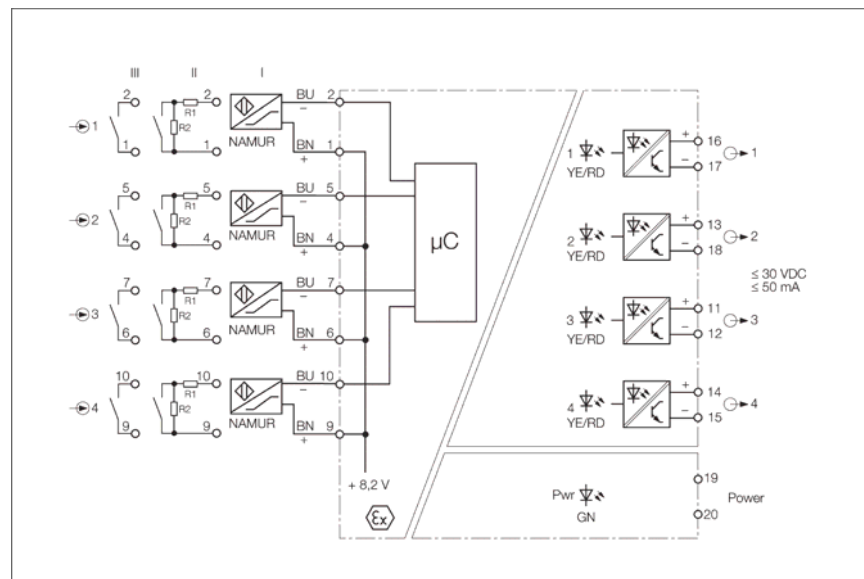 III II I
2 2 BU 2
R1 −
R2
1
1 1 NAMUR BN 1
+
5 5 BU 5
R1 −
R2
2
4 4 NAMUR BN 4
+
7 7 BU 7
R1 −
R2
3
6 6 NAMUR BN 6
+
10 10 BU 10
R1 −
R2
4
9 9 NAMUR BN 9
+
+ 8,2 V
εx
µC
1
YE/RD
+ 16
− 17
1
2
YE/RD
+ 13
− 18
2
≤ 30 VDC
≤ 50 mA
3
YE/RD
+ 11
− 12
3
4
YE/RD
+ 14
− 15
4
Pwr
GN
19
20
Power